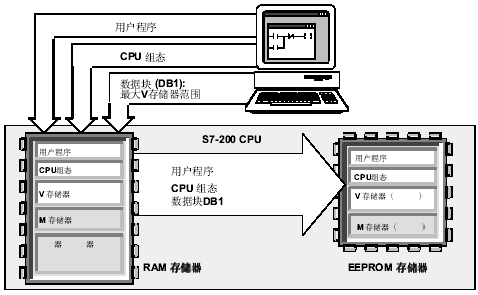 用户程序
CPU 组态
数据块 (DB1):
最大V存储器范围
S7-200 CPU
用户程序
CPU 组态
数据块DB1
用户程序
CPU组态
V 存储器
M 存储器
器 器
RAM 存储器
用户程序
CPU组态
V 存储器 ( )
M 存储器 ( )
EEPROM 存储器